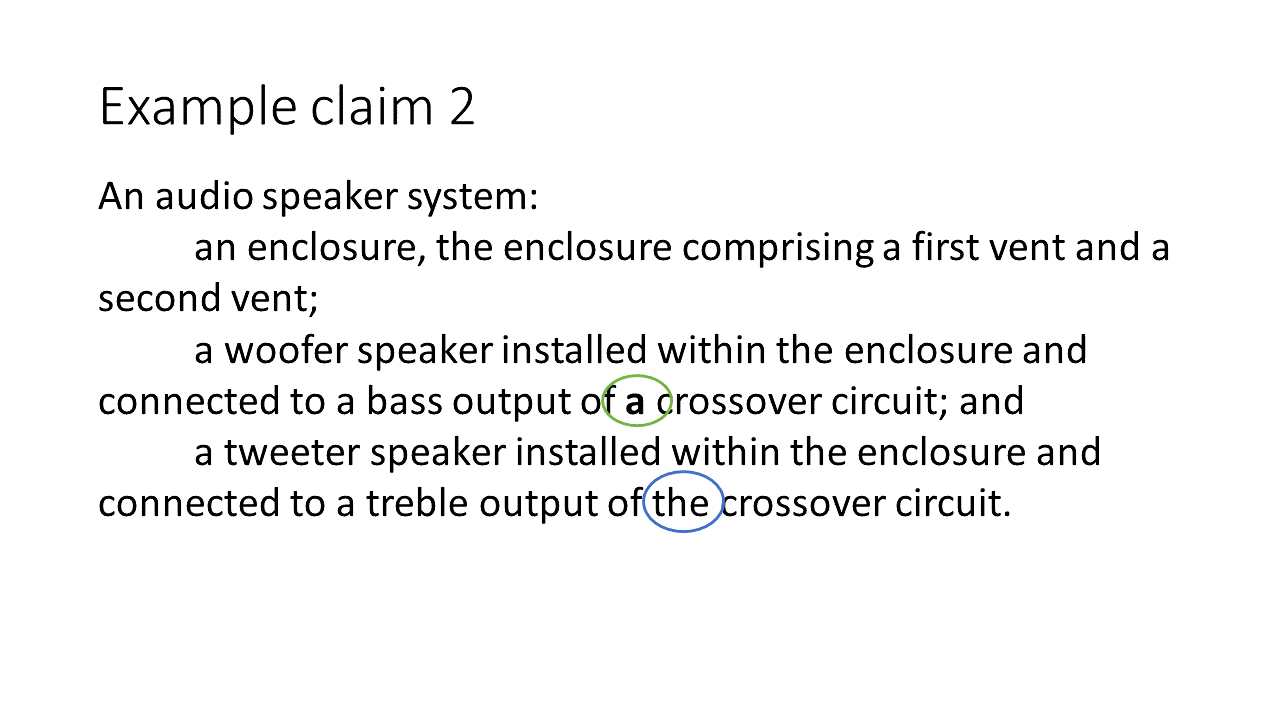 Example claim 2
An audio speaker system:
an enclosure, the enclosure comprising a first vent and a
second vent;
a woofer speaker installed within the enclosure and
connected to a bass output of a crossover circuit; and
a tweeter speaker installed within the enclosure and
connected to a treble output of the crossover circuit.